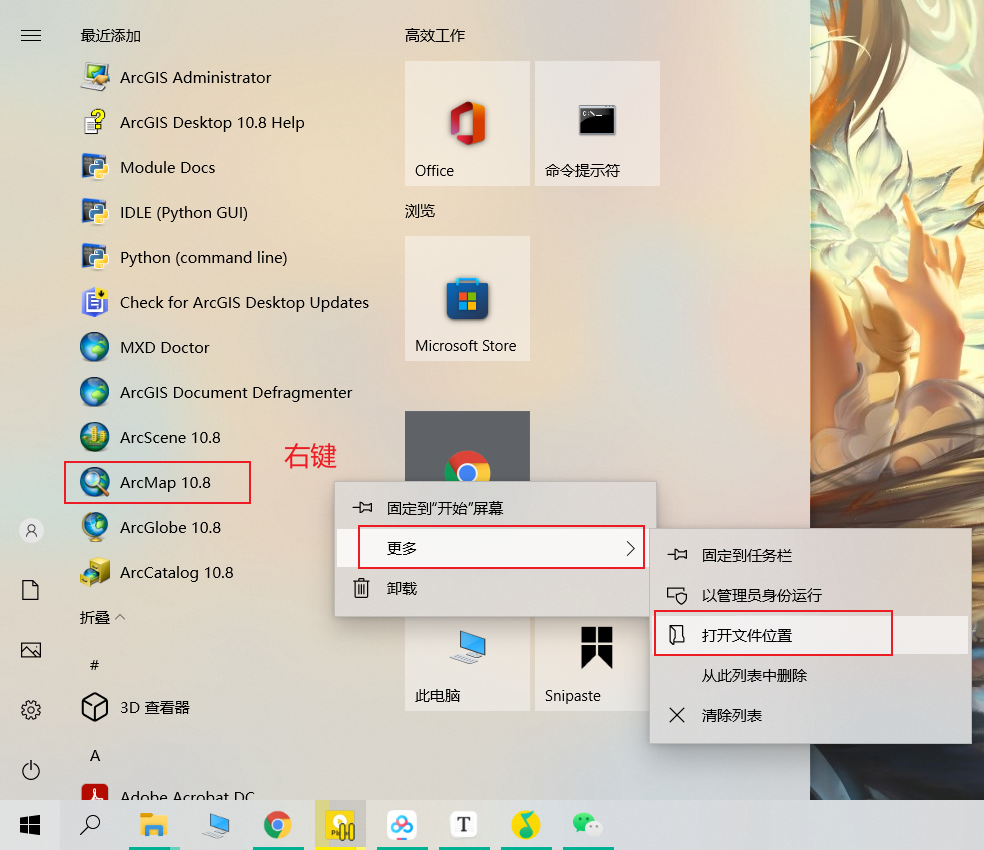 最近添加
ArcGIS Administrator
ArcGIS Desktop 10.8 Help
Module Docs
IDLE (Python GUI)
Python (command line)
Check for ArcGIS Desktop Updates
MXD Doctor
ArcGIS Document Defragmenter
ArcScene 10.8
ArcMap 10.8
ArcGlobe 10.8
ArcCatalog 10.8
折叠
#
3D 查看器
A
Adobe Acrobat DC
高效工作
Office
C:\>_
命令提示符
浏览
Microsoft Store
此电脑
Snipaste
右键
固定到"开始"屏幕
更多
卸载
固定到任务栏
以管理员身份运行
打开文件位置
从此列表中删除
清除列表
T